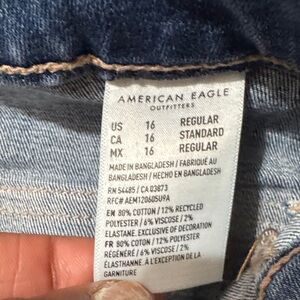 AMERICAN EAGLE
OUTFITTERS
US 16 REGULAR
CA 16 STANDARD
MX 16 REGULAR
MADE IN BANGLADESH / FABRIQUÉ AU
BANGLADESH / HECHO EN BANGLADESH
RN 54485 / CA 03873
RFC# AEM120605U9A
EN 80% COTTON / 12% RECYCLED
POLYESTER / 6% VISCOSE / 2%
ELASTANE. EXCLUSIVE OF DECORATION
FR 80% COTON / 12% POLYESTER
RÉGÉNÉRÉ / 6% VISCOSE / 2%
ÉLASTHANNE. À L'EXCEPTION DE LA
GARNITURE